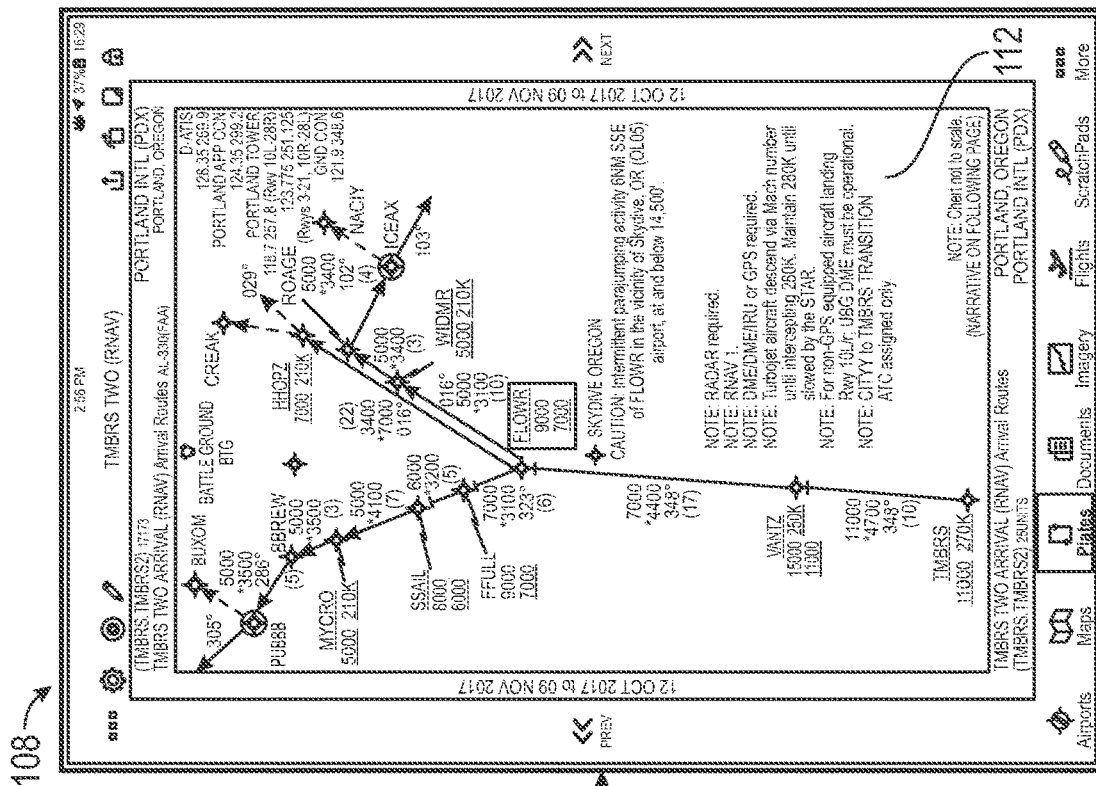 108
2:56 PM
37% 16:29
TMBRS TWO (RNAV)
(TMBRS.TMBRS2) 17173
TMBRS TWO ARRIVAL (RNAV) Arrival Routes AL-330(FAA)
PORTLAND INTL (PDX)
PORTLAND, OREGON
12 OCT 2017 to 09 NOV 2017
PREV
NEXT
12 OCT 2017 to 09 NOV 2017
D-ATIS
128.35 269.9
PORTLAND APP CON
124.35 299.2
PORTLAND TOWER
118.7 257.8 (Rwy 10L-28R)
123.775 251.125
(Rwys 3-21, 10R-28L)
GND CON
121.9 348.6
BUXOM
BATTLE GROUND
BTG
CREAK
029°
305°
PUBBB
5000
*3500
286°
(5)
BBREW
5000
*3500
(3)
MYCRO
5000 210K
5000
*4100
(7)
SSAIL
8000
6000
6000
*3200
(5)
FFULL
9000
7000
7000
*3100
323°
(6)
HHOPZ
7000 210K
(22)
3400
*7000
016°
ROAGE
5000
*3400
102°
(4)
NACIY
ICEAX
103°
5000
*3400
(3)
WIDMR
5000 210K
016°
5000
*3100
(10)
FLOWR
9000
7000
SKYDIVE OREGON
CAUTION: Intermittent parajumping activity 6NM SSE
of FLOWR in the vicinity of Skydive, OR (OL05)
airport, at and below 14,500'.
7000
*4400
348°
(17)
VANTZ
15000 250K
11000
11000
*4700
348°
(10)
TMBRS
11000 270K
NOTE: RADAR required.
NOTE: RNAV 1.
NOTE: DME/DME/IRU or GPS required.
NOTE: Turbojet aircraft descend via Mach number
until intercepting 280K. Maintain 280K until
slowed by the STAR.
NOTE: For non-GPS equipped aircraft landing
Rwy 10L/r, UBG DME must be operational.
NOTE: CITYY to TMBRS TRANSITION
ATC assigned only.
112
NOTE: Chert not to scale.
(NARRATIVE ON FOLLOWING PAGE)
TMBRS TWO ARRIVAL (RNAV) Arrival Routes
(TMBRS.TMBRS2) 26UNITS
PORTLAND, OREGON
PORTLAND INTL (PDX)
Airports
Maps
Plates
Documents
Imagery
Flights
ScratchPads
More